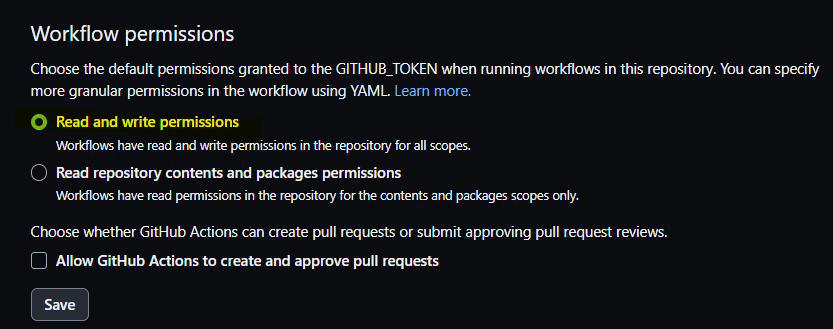 Workflow permissions
Choose the default permissions granted to the GITHUB_TOKEN when running workflows in this repository. You can specify
more granular permissions in the workflow using YAML. Learn more.
Read and write permissions
Workflows have read and write permissions in the repository for all scopes.
Read repository contents and packages permissions
Workflows have read permissions in the repository for the contents and packages scopes only.
Choose whether GitHub Actions can create pull requests or submit approving pull request reviews.
Allow GitHub Actions to create and approve pull requests
Save